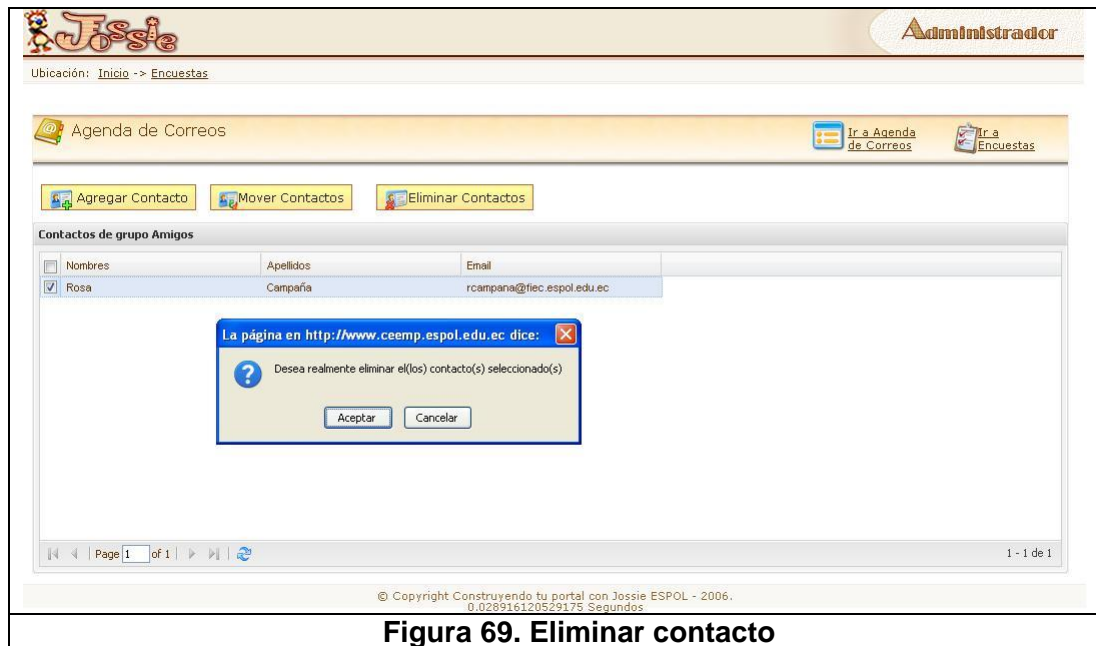 Jossie
Administrador
Ubicación: Inicio -> Encuestas
Agenda de Correos
Ir a Agenda de Correos
Ir a Encuestas
Agregar Contacto
Mover Contactos
Eliminar Contactos
Contactos de grupo Amigos
Nombres Apellidos Email
Rosa Campaña rcampana@fiec.espol.edu.ec
La página en http://www.ceemp.espol.edu.ec dice:
Desea realmente eliminar el(los) contacto(s) seleccionado(s)
Aceptar Cancelar
Page 1 of 1
1 - 1 de 1
© Copyright Construyendo tu portal con Jossie ESPOL - 2006.
0.028916120529175 Segundos
Figura 69. Eliminar contacto